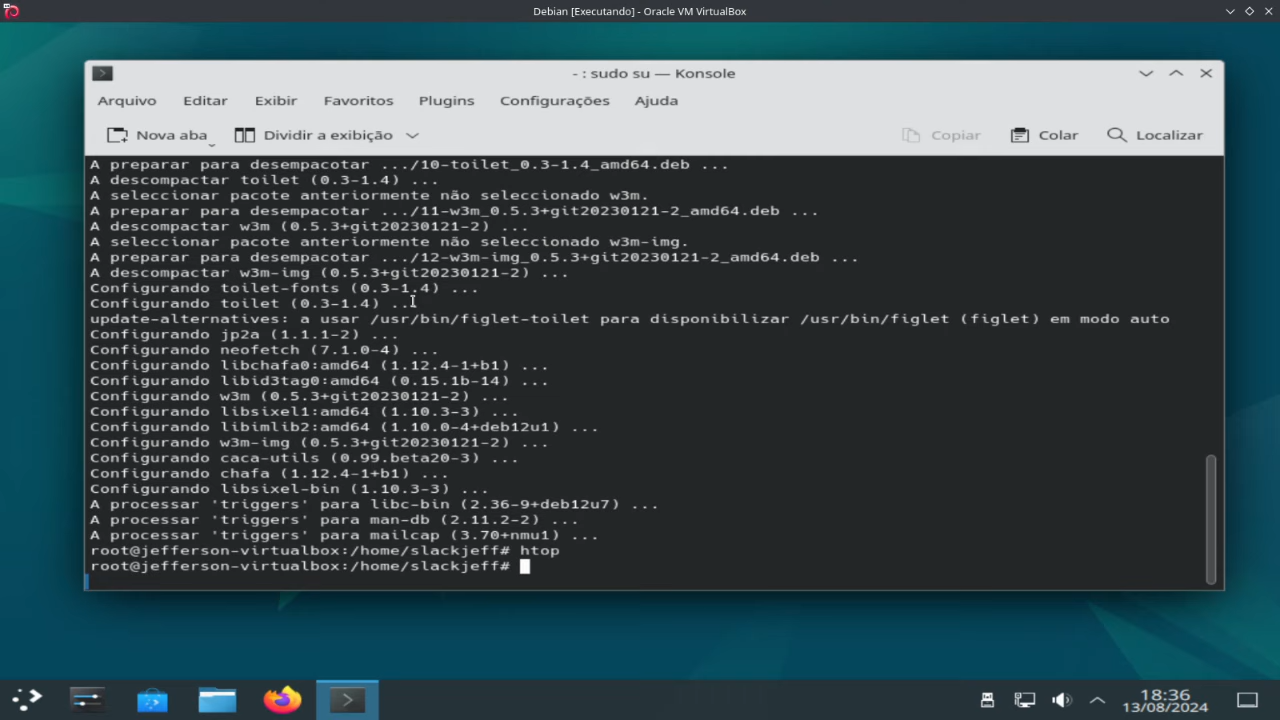 Debian [Executando] - Oracle VM VirtualBox
- : sudo su — Konsole
Arquivo Editar Exibir Favoritos Plugins Configurações Ajuda
Nova aba Dividir a exibição Copiar Colar Localizar
A preparar para desempacotar .../10-toilet_0.3-1.4_amd64.deb ...
A descompactar toilet (0.3-1.4) ...
A seleccionar pacote anteriormente não seleccionado w3m.
A preparar para desempacotar .../11-w3m_0.5.3+git20230121-2_amd64.deb ...
A descompactar w3m (0.5.3+git20230121-2) ...
A seleccionar pacote anteriormente não seleccionado w3m-img.
A preparar para desempacotar .../12-w3m-img_0.5.3+git20230121-2_amd64.deb ...
A descompactar w3m-img (0.5.3+git20230121-2) ...
Configurando toilet-fonts (0.3-1.4) ...
Configurando toilet (0.3-1.4) ...
update-alternatives: a usar /usr/bin/figlet-toilet para disponibilizar /usr/bin/figlet (figlet) em modo auto
Configurando jp2a (1.1.1-2) ...
Configurando neofetch (7.1.0-4) ...
Configurando libchafa0:amd64 (1.12.4-1+b1) ...
Configurando libid3tag0:amd64 (0.15.1b-14) ...
Configurando w3m (0.5.3+git20230121-2) ...
Configurando libsixel1:amd64 (1.10.3-3) ...
Configurando libimlib2:amd64 (1.10.0-4+deb12u1) ...
Configurando w3m-img (0.5.3+git20230121-2) ...
Configurando caca-utils (0.99.beta20-3) ...
Configurando chafa (1.12.4-1+b1) ...
Configurando libsixel-bin (1.10.3-3) ...
A processar 'triggers' para libc-bin (2.36-9+deb12u7) ...
A processar 'triggers' para man-db (2.11.2-2) ...
A processar 'triggers' para mailcap (3.70+nmu1) ...
root@jefferson-virtualbox:/home/slackjeff# htop
root@jefferson-virtualbox:/home/slackjeff#
18:36
13/08/2024